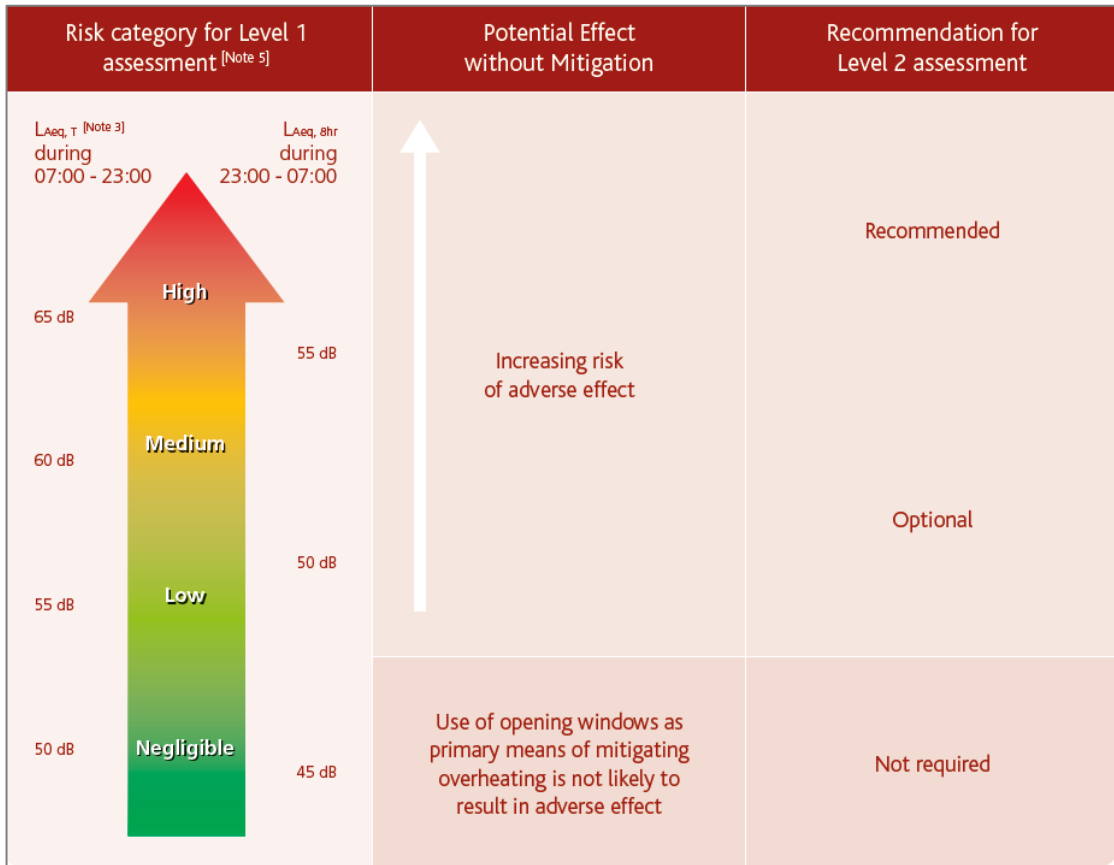 Risk category for Level 1
assessment [Note 5]
Potential Effect
without Mitigation
Recommendation for
Level 2 assessment
LAeq, T [Note 3]
during
07:00 - 23:00
LAeq, 8hr
during
23:00 - 07:00
High
65 dB
55 dB
Medium
60 dB
50 dB
Low
55 dB
Negligible
50 dB
45 dB
Increasing risk
of adverse effect
Recommended
Optional
Use of opening windows as
primary means of mitigating
overheating is not likely to
result in adverse effect
Not required